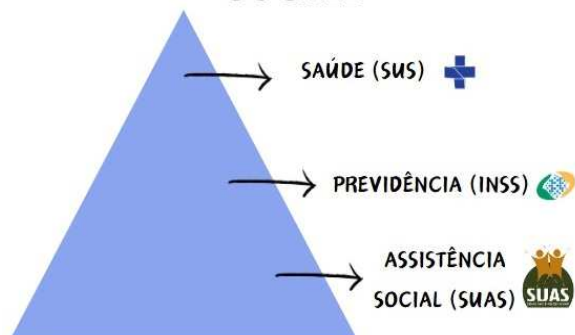 SAÚDE (SUS)
PREVIDÊNCIA (INSS)
ASSISTÊNCIA
SOCIAL (SUAS)
SUAS